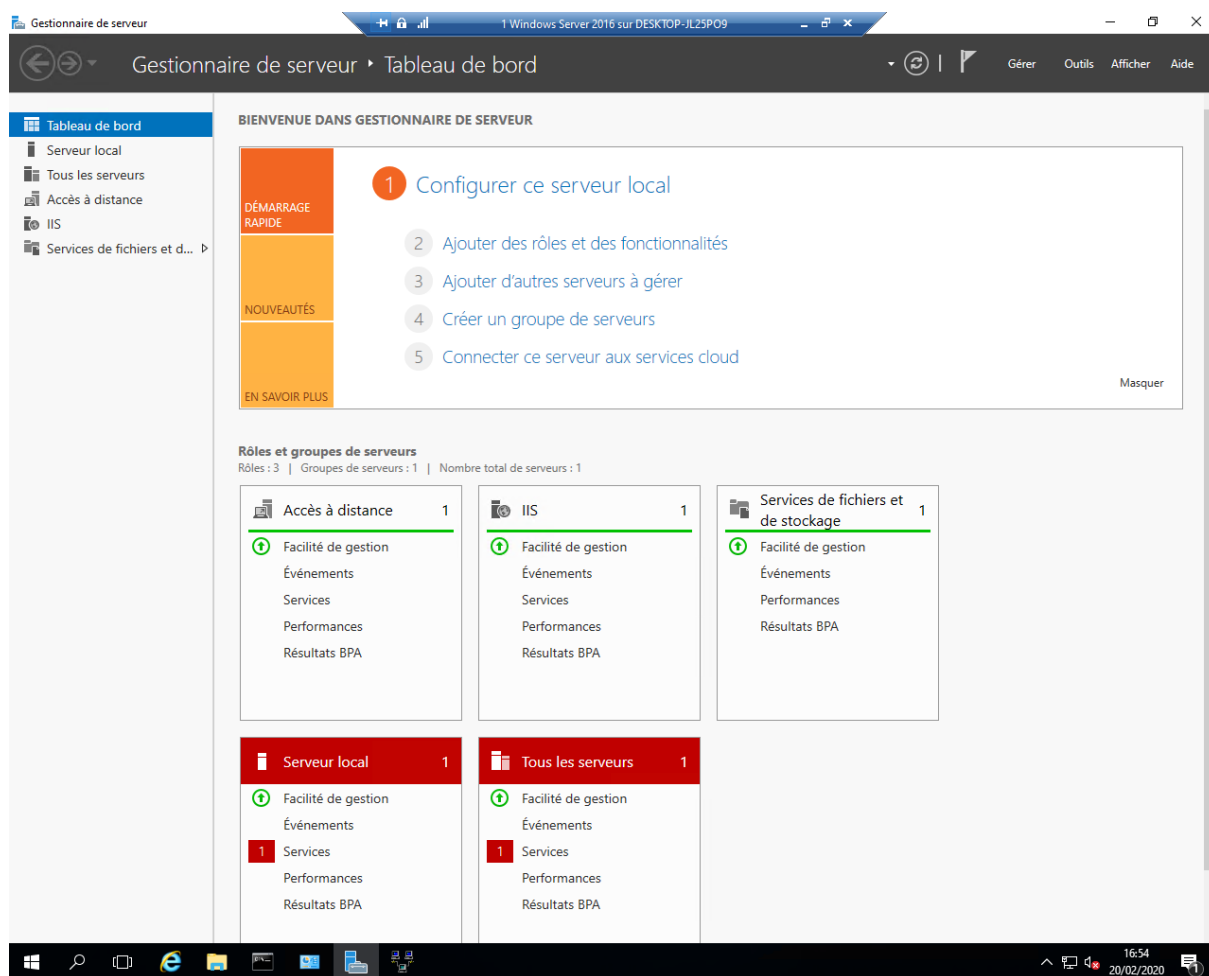 Gestionnaire de serveur
1 Windows Server 2016 sur DESKTOP-JL25PO9
Gestionnaire de serveur
Tableau de bord
Gérer
Outils
Afficher
Aide
Tableau de bord
Serveur local
Tous les serveurs
Accès à distance
IIS
Services de fichiers et d...
BIENVENUE DANS GESTIONNAIRE DE SERVEUR
DÉMARRAGE
RAPIDE
NOUVEAUTÉS
EN SAVOIR PLUS
1 Configurer ce serveur local
2 Ajouter des rôles et des fonctionnalités
3 Ajouter d'autres serveurs à gérer
4 Créer un groupe de serveurs
5 Connecter ce serveur aux services cloud
Masquer
Rôles et groupes de serveurs
Rôles : 3 | Groupes de serveurs : 1 | Nombre total de serveurs : 1
Accès à distance 1
Facilité de gestion
Événements
Services
Performances
Résultats BPA
IIS 1
Facilité de gestion
Événements
Services
Performances
Résultats BPA
Services de fichiers et
de stockage 1
Facilité de gestion
Événements
Performances
Résultats BPA
Serveur local 1
Facilité de gestion
Événements
1 Services
Performances
Résultats BPA
Tous les serveurs 1
Facilité de gestion
Événements
1 Services
Performances
Résultats BPA
16:54
20/02/2020
1